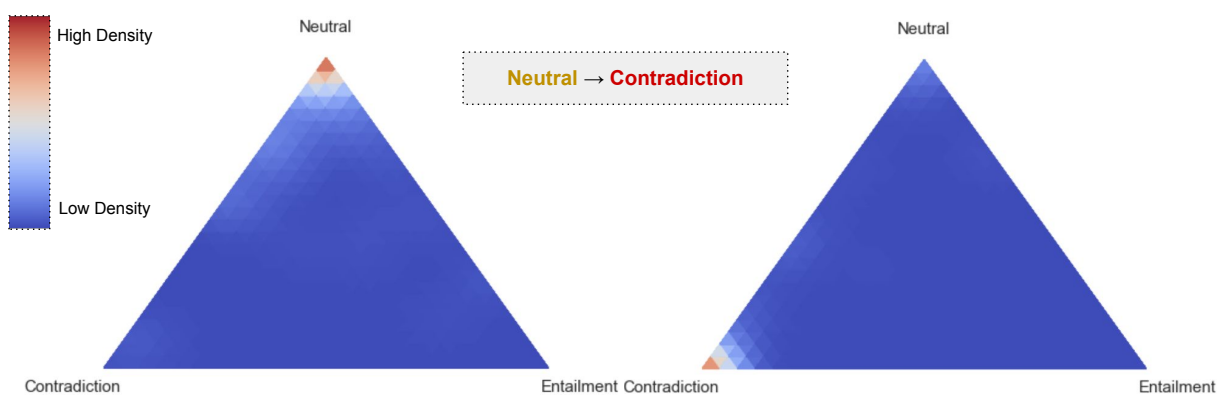 Neutral
Neutral
High Density
Neutral → Contradiction
Low Density
Contradiction
Entailment
Contradiction
Entailment